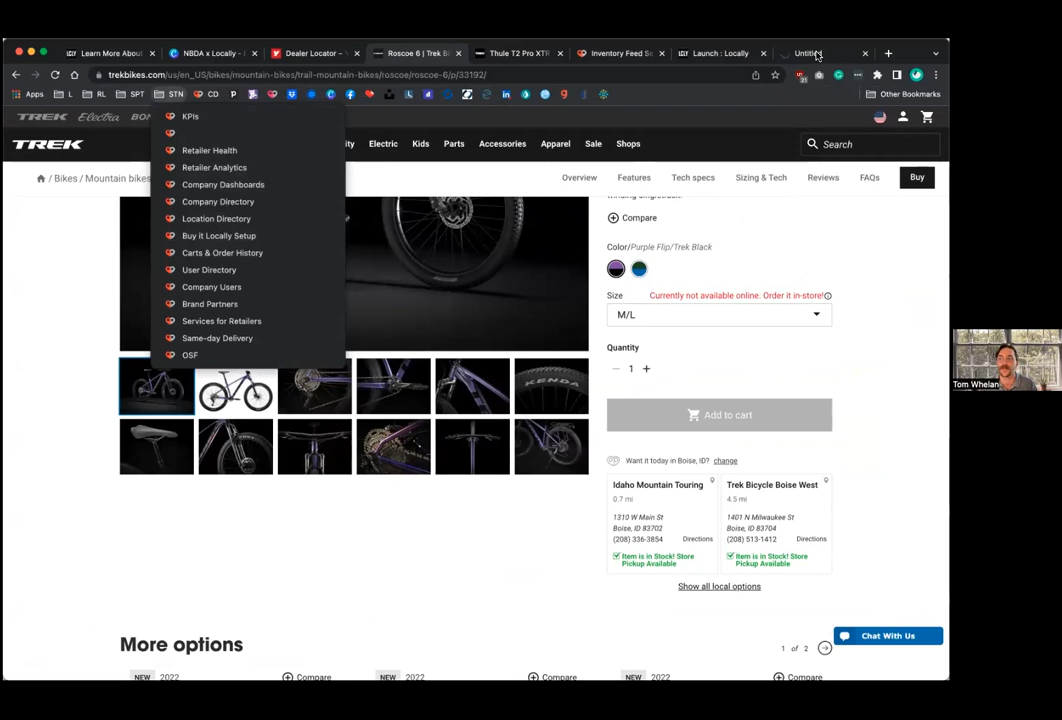 Learn More About
NBDA x Locally -
Dealer Locator –
Roscoe 6 | Trek Bi
Thule T2 Pro XTR
Inventory Feed Se
Launch : Locally
Untitled
trekbikes.com/us/en_US/bikes/mountain-bikes/trail-mountain-bikes/roscoe/roscoe-6/p/33192/
21
Apps
L
RL
SPT
STN
CD
Other Bookmarks
TREK
Electra
BON
KPIs
Retailer Health
Retailer Analytics
Company Dashboards
Company Directory
Location Directory
Buy it Locally Setup
Carts & Order History
User Directory
Company Users
Brand Partners
Services for Retailers
Same-day Delivery
OSF
TREK
ity
Electric
Kids
Parts
Accessories
Apparel
Sale
Shops
Search
/ Bikes / Mountain bikes
Overview
Features
Tech specs
Sizing & Tech
Reviews
FAQs
Buy
winding singletrack.
Compare
Color/Purple Flip/Trek Black
Size
Currently not available online. Order it in-store!
M/L
Quantity
1
Add to cart
KENDA
Want it today in Boise, ID? change
Idaho Mountain Touring
0.7 mi
1310 W Main St
Boise, ID 83702
(208) 336-3854
Directions
Item is in Stock! Store
Pickup Available
Trek Bicycle Boise West
4.5 mi
1401 N Milwaukee St
Boise, ID 83704
(208) 513-1412
Directions
Item is in Stock! Store
Pickup Available
Show all local options
More options
1 of 2
Chat With Us
NEW 2022
Compare
NEW 2022
Compare
NEW 2022
Compare
Tom Whelan